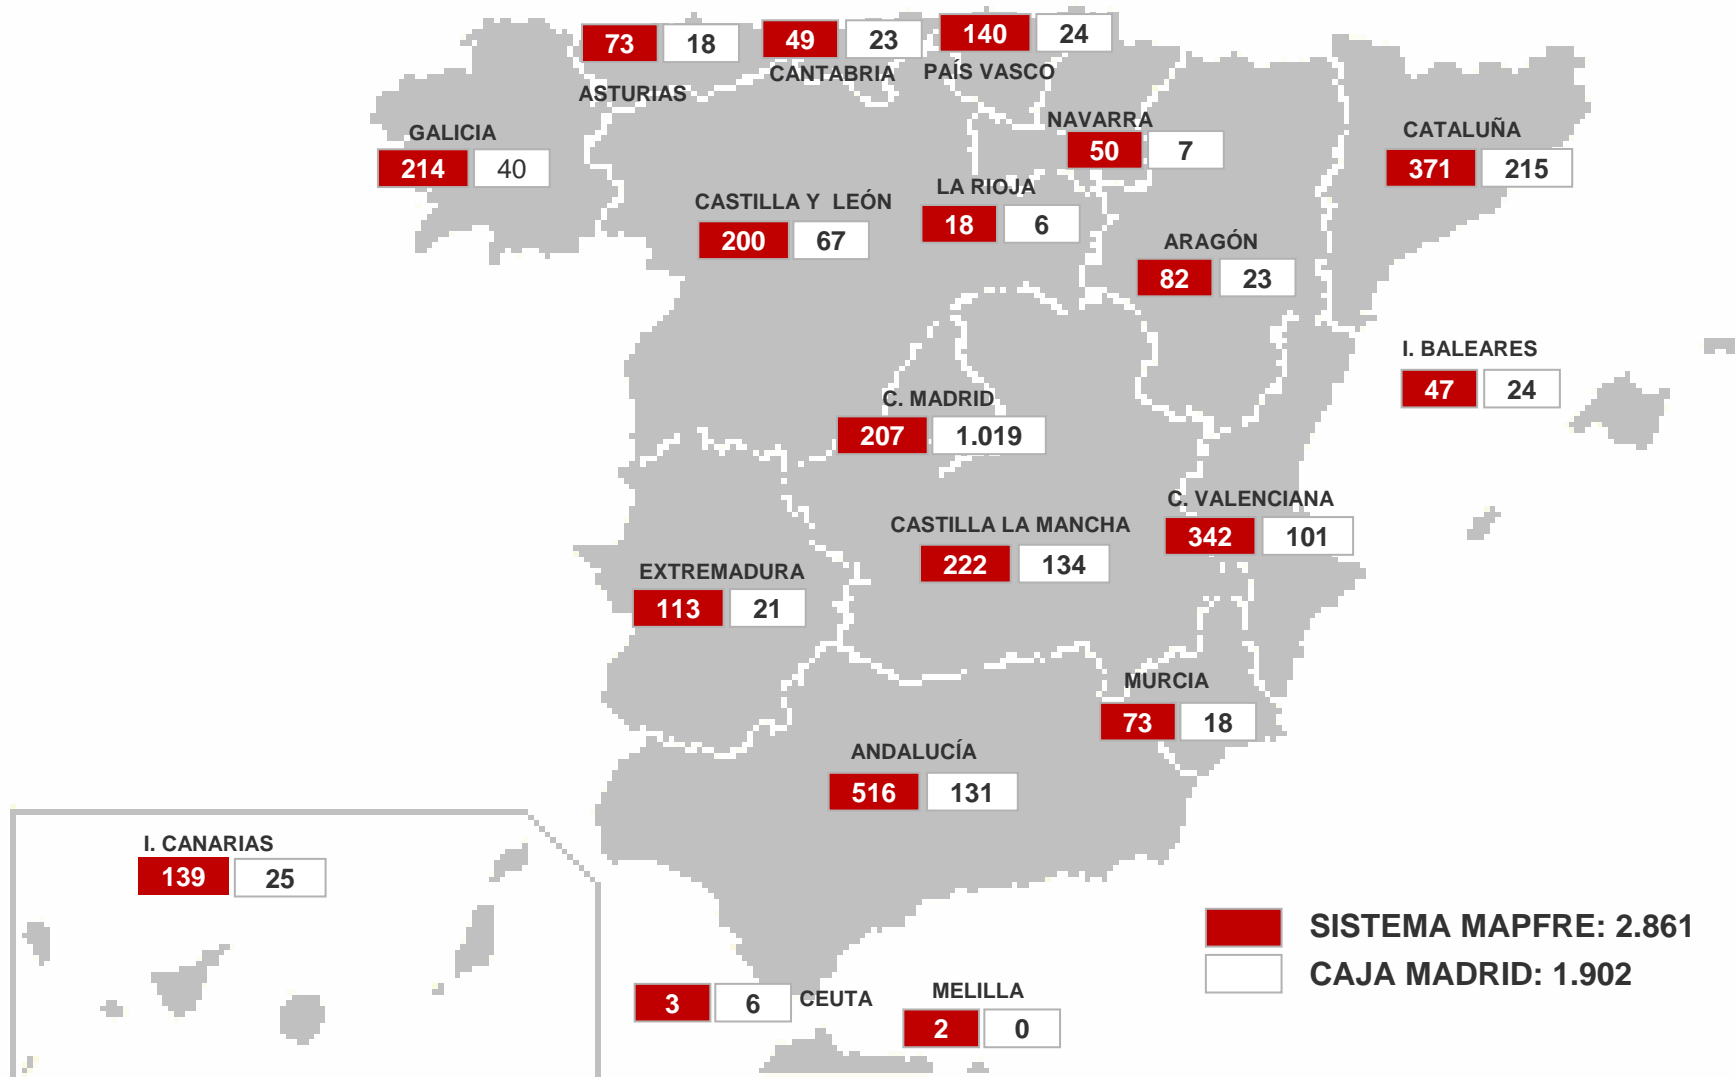 73 18
ASTURIAS
49 23
CANTABRIA
140 24
PAÍS VASCO
GALICIA
214 40
NAVARRA
50 7
CATALUÑA
371 215
CASTILLA Y LEÓN
200 67
LA RIOJA
18 6
ARAGÓN
82 23
I. BALEARES
47 24
C. MADRID
207 1.019
C. VALENCIANA
342 101
CASTILLA LA MANCHA
222 134
EXTREMADURA
113 21
MURCIA
73 18
ANDALUCÍA
516 131
I. CANARIAS
139 25
SISTEMA MAPFRE: 2.861
CAJA MADRID: 1.902
3 6 CEUTA
MELILLA
2 0